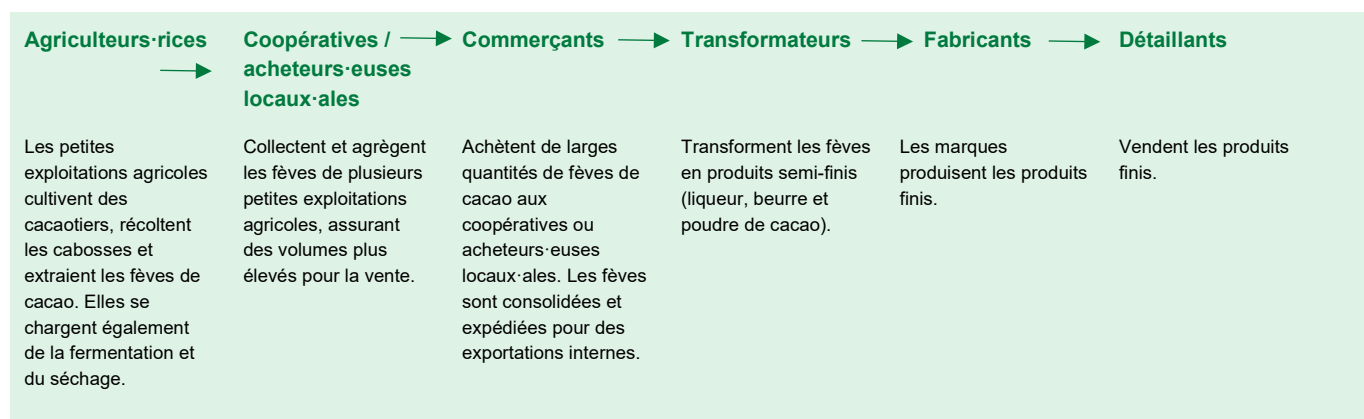 Agriculteurs·rices
Coopératives /
acheteurs·euses
locaux·ales
Commerçants
Transformateurs
Fabricants
Détaillants
Les petites
exploitations agricoles
cultivent des
cacaotiers, récoltent
les cabosses et
extraient les fèves de
cacao. Elles se
chargent également
de la fermentation et
du séchage.
Collectent et agrègent
les fèves de plusieurs
petites exploitations
agricoles, assurant
des volumes plus
élevés pour la vente.
Achètent de larges
quantités de fèves de
cacao aux
coopératives ou
acheteurs·euses
locaux·ales. Les fèves
sont consolidées et
expédiées pour des
exportations internes.
Transforment les fèves
en produits semi-finis
(liqueur, beurre et
poudre de cacao).
Les marques
produisent les produits
finis.
Vendent les produits
finis.